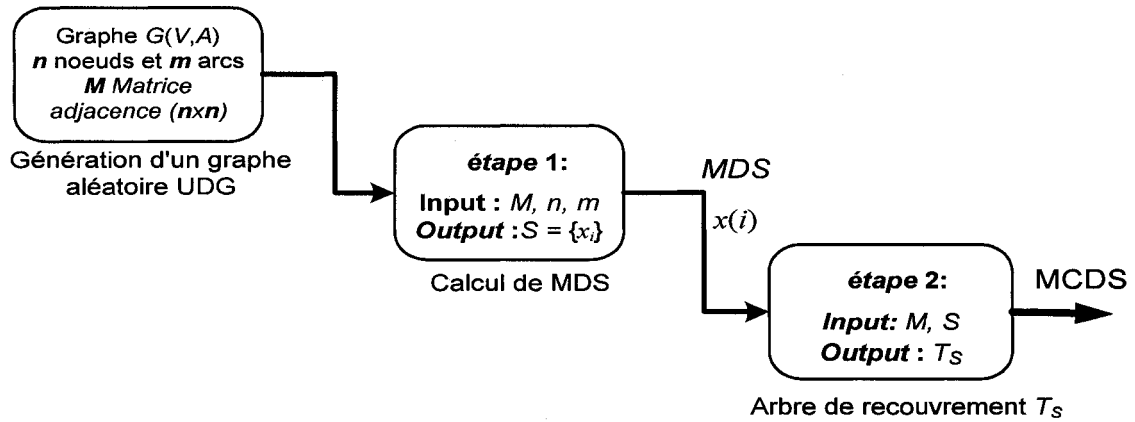 Graphe G(V,A)
n noeuds et m arcs
M Matrice
adjacence (nxn)
Génération d'un graphe
aléatoire UDG
étape 1:
Input : M, n, m
Output :S = {xi}
Calcul de MDS
MDS
x(i)
étape 2:
Input: M, S
Output : TS
Arbre de recouvrement TS
MCDS